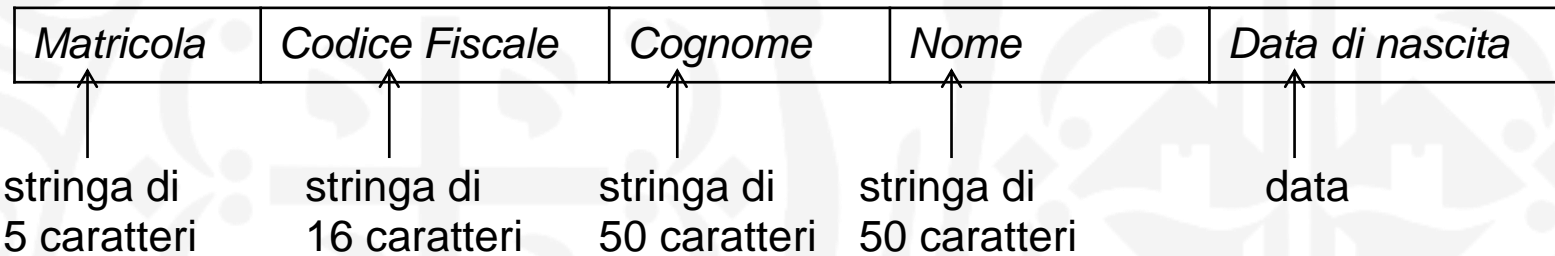 Matricola Codice Fiscale Cognome Nome Data di nascita
stringa di stringa di stringa di stringa di data
5 caratteri 16 caratteri 50 caratteri 50 caratteri